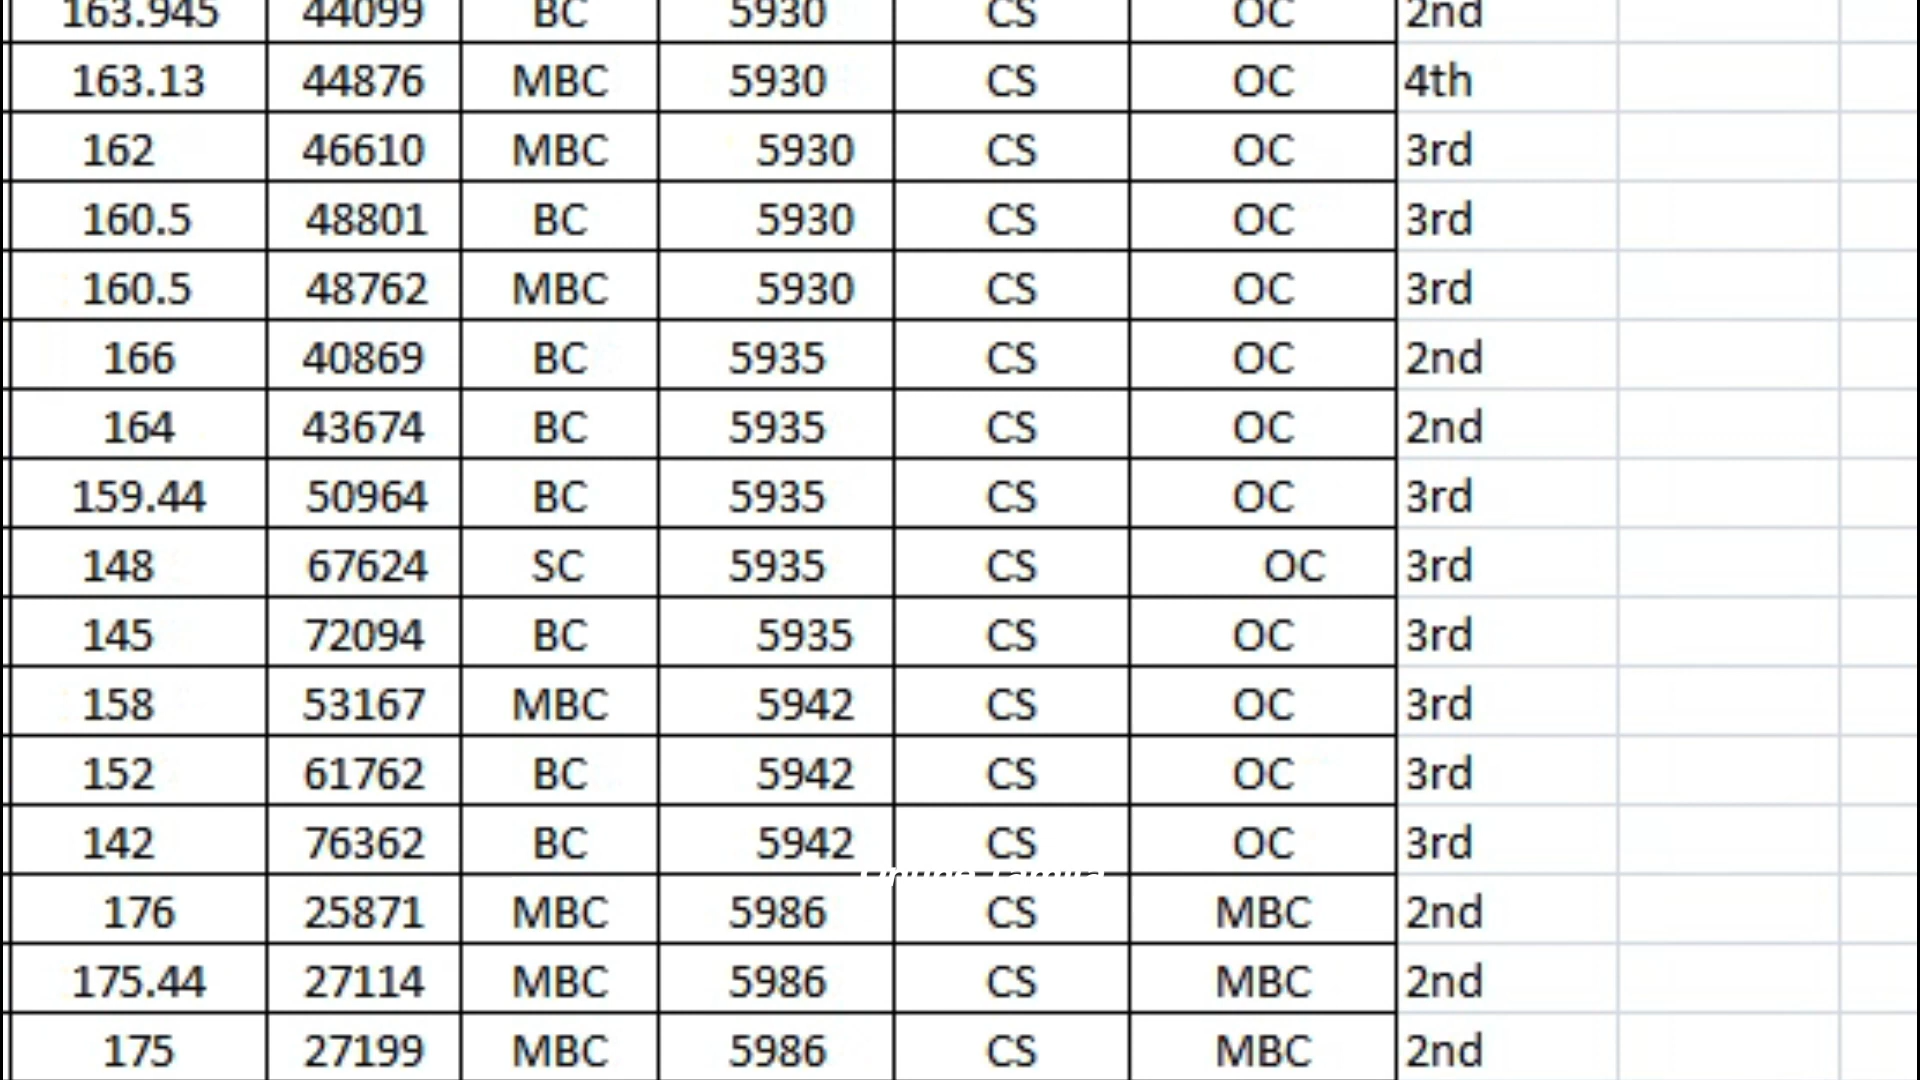 163.945 44099 BC 5930 CS OC 2nd
163.13 44876 MBC 5930 CS OC 4th
162 46610 MBC 5930 CS OC 3rd
160.5 48801 BC 5930 CS OC 3rd
160.5 48762 MBC 5930 CS OC 3rd
166 40869 BC 5935 CS OC 2nd
164 43674 BC 5935 CS OC 2nd
159.44 50964 BC 5935 CS OC 3rd
148 67624 SC 5935 CS OC 3rd
145 72094 BC 5935 CS OC 3rd
158 53167 MBC 5942 CS OC 3rd
152 61762 BC 5942 CS OC 3rd
142 76362 BC 5942 CS OC 3rd
176 25871 MBC 5986 CS MBC 2nd
175.44 27114 MBC 5986 CS MBC 2nd
175 27199 MBC 5986 CS MBC 2nd